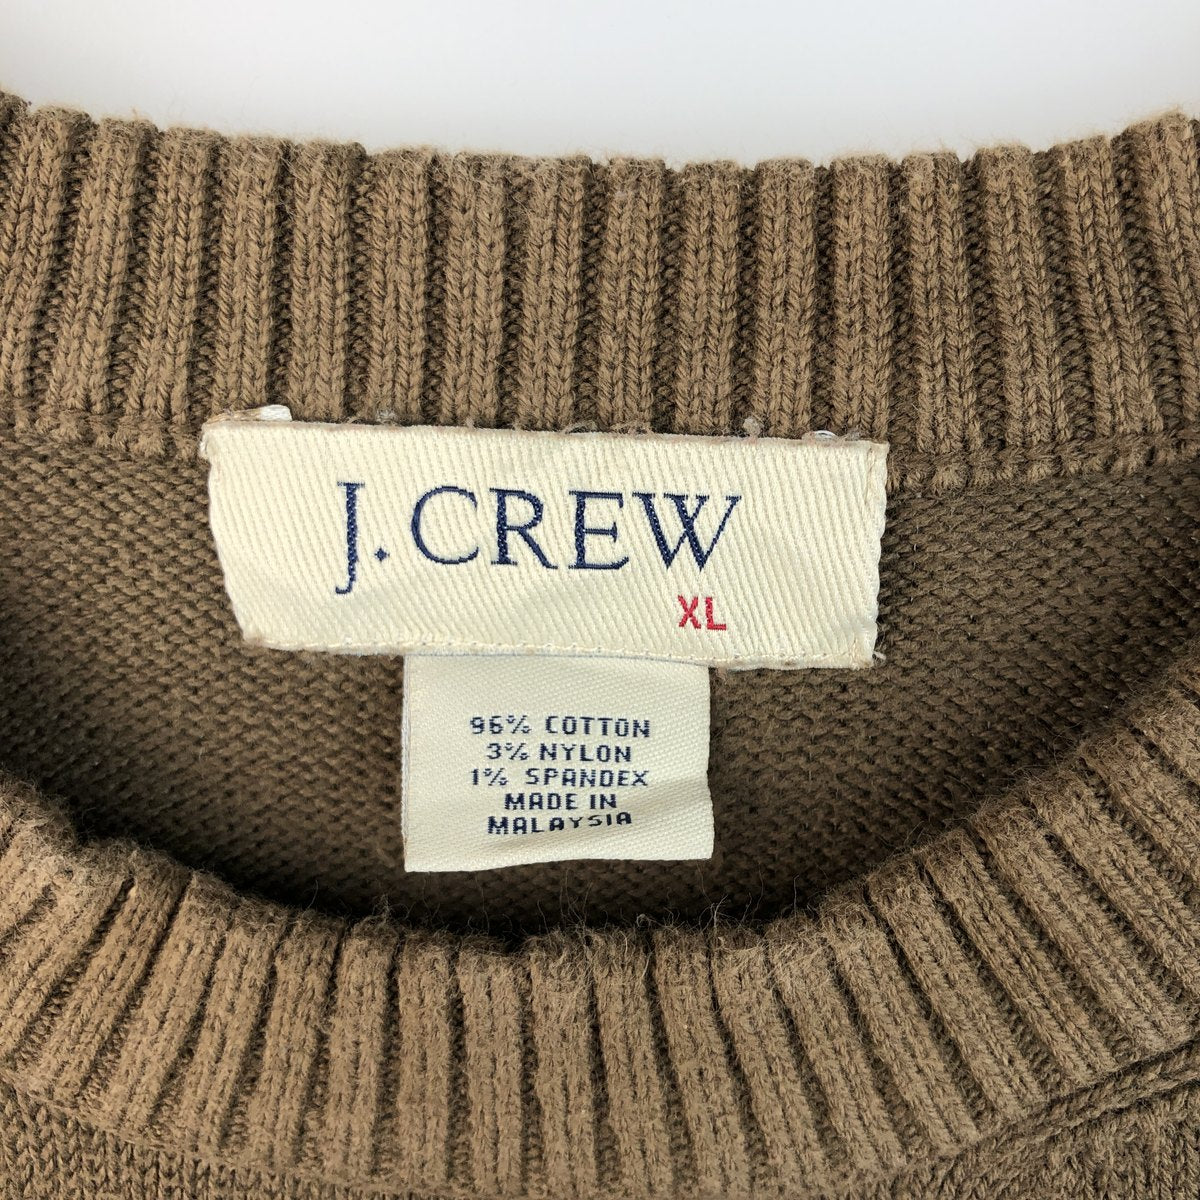 J. CREW
XL
96% COTTON
3% NYLON
1% SPANDEX
MADE IN
MALAYSIA